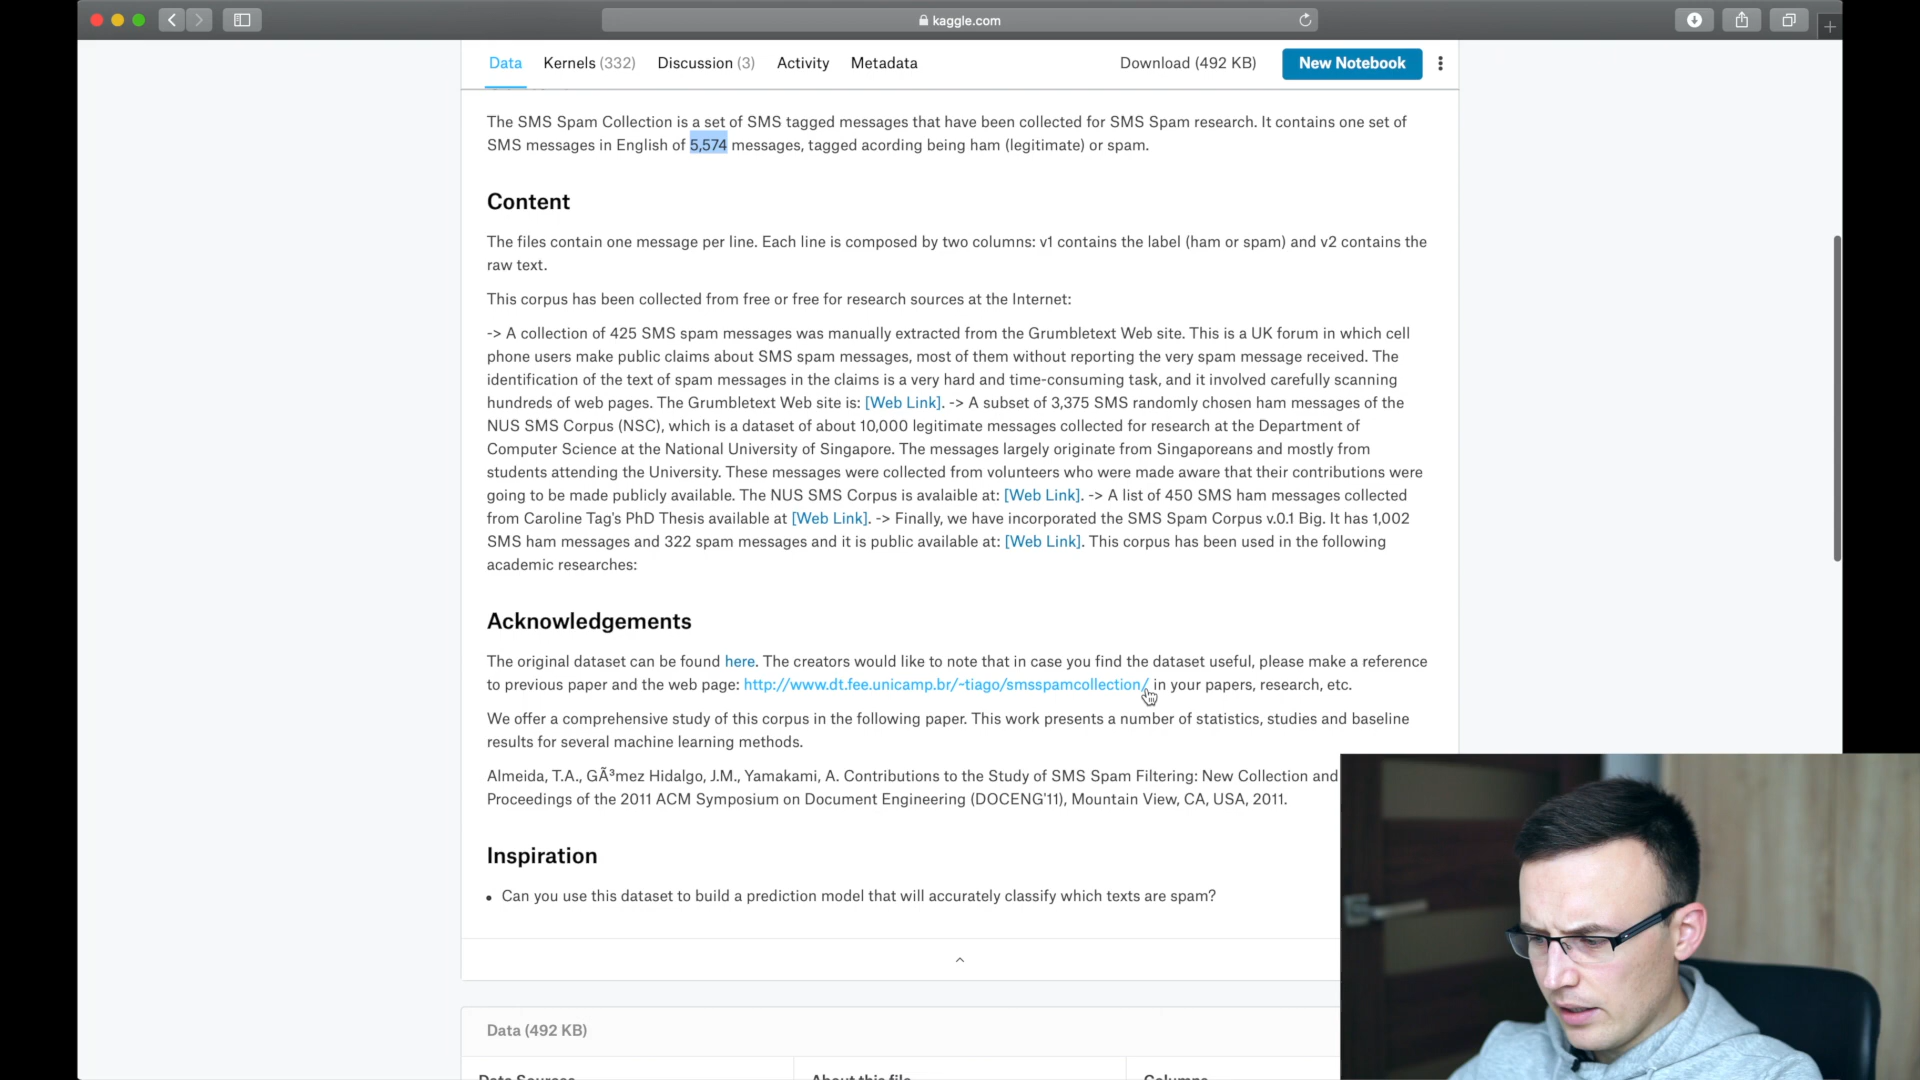 kaggle.com
Data Kernels (332) Discussion (3) Activity Metadata Download (492 KB) New Notebook
The SMS Spam Collection is a set of SMS tagged messages that have been collected for SMS Spam research. It contains one set of
SMS messages in English of 5,574 messages, tagged acording being ham (legitimate) or spam.
Content
The files contain one message per line. Each line is composed by two columns: v1 contains the label (ham or spam) and v2 contains the
raw text.
This corpus has been collected from free or free for research sources at the Internet:
-> A collection of 425 SMS spam messages was manually extracted from the Grumbletext Web site. This is a UK forum in which cell
phone users make public claims about SMS spam messages, most of them without reporting the very spam message received. The
identification of the text of spam messages in the claims is a very hard and time-consuming task, and it involved carefully scanning
hundreds of web pages. The Grumbletext Web site is: [Web Link]. -> A subset of 3,375 SMS randomly chosen ham messages of the
NUS SMS Corpus (NSC), which is a dataset of about 10,000 legitimate messages collected for research at the Department of
Computer Science at the National University of Singapore. The messages largely originate from Singaporeans and mostly from
students attending the University. These messages were collected from volunteers who were made aware that their contributions were
going to be made publicly available. The NUS SMS Corpus is avalaible at: [Web Link]. -> A list of 450 SMS ham messages collected
from Caroline Tag's PhD Thesis available at [Web Link]. -> Finally, we have incorporated the SMS Spam Corpus v.0.1 Big. It has 1,002
SMS ham messages and 322 spam messages and it is public available at: [Web Link]. This corpus has been used in the following
academic researches:
Acknowledgements
The original dataset can be found here. The creators would like to note that in case you find the dataset useful, please make a reference
to previous paper and the web page: http://www.dt.fee.unicamp.br/~tiago/smsspamcollection/ in your papers, research, etc.
We offer a comprehensive study of this corpus in the following paper. This work presents a number of statistics, studies and baseline
results for several machine learning methods.
Almeida, T.A., GÃ³mez Hidalgo, J.M., Yamakami, A. Contributions to the Study of SMS Spam Filtering: New Collection and
Proceedings of the 2011 ACM Symposium on Document Engineering (DOCENG'11), Mountain View, CA, USA, 2011.
Inspiration
• Can you use this dataset to build a prediction model that will accurately classify which texts are spam?
Data (492 KB)
Data Sources About this file Columns